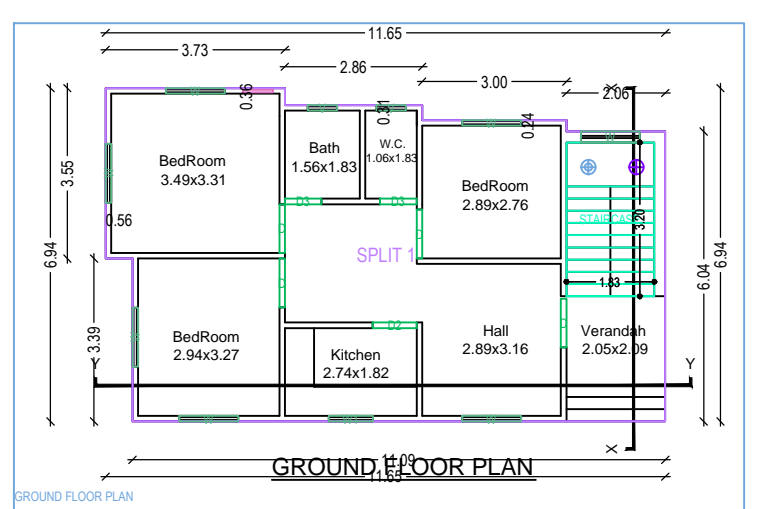 11.65
3.73
2.86
3.00
2.06
X
W
W
W
0.36
0.31
0.24
W
W
BedRoom
3.49x3.31
Bath
1.56x1.83
W.C.
1.06x1.83
BedRoom
2.89x2.76
3.55
W
0.56
D3
D3
D
D
STAIRCAS
3.20
SPLIT 1
6.94
6.94
6.04
1.83
D
D
W
3.39
BedRoom
2.94x3.27
D2
Kitchen
2.74x1.82
Hall
2.89x3.16
Verandah
2.05x2.09
Y
Y
W
W
W
X
11.09
GROUND FLOOR PLAN
11.65
GROUND FLOOR PLAN